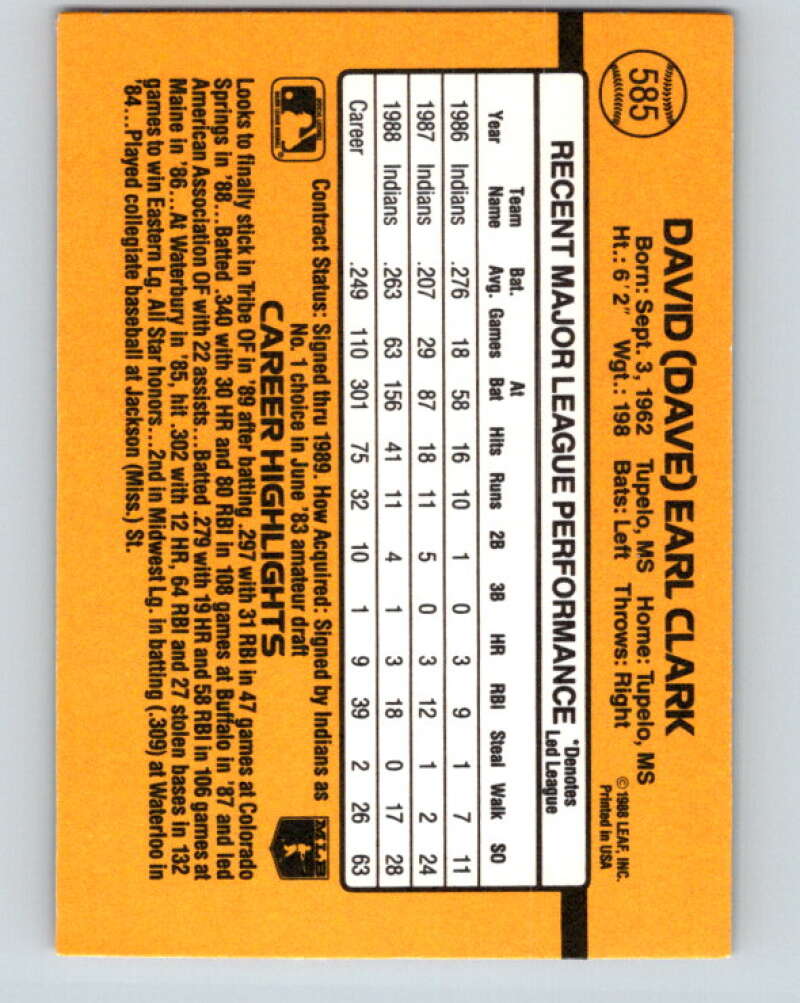 585
DAVID (DAVE) EARL CLARK
Born: Sept. 3, 1962 Tupelo, MS Home: Tupelo, MS
Ht.: 6'2" Wgt.: 198 Bats: Left Throws: Right
©1988 LEAF, INC.
Printed in USA
RECENT MAJOR LEAGUE PERFORMANCE
*Denotes
Led League
Year Team Name Bat. Avg. Games At Bat Hits Runs 2B 3B HR RBI Steal Walk SO
1986 Indians .276 18 58 16 10 1 0 3 9 1 7 11
1987 Indians .207 29 87 18 11 5 0 3 12 1 2 24
1988 Indians .263 63 156 41 11 4 1 3 18 0 17 28
Career .249 110 301 75 32 10 1 9 39 2 26 63
Contract Status: Signed thru 1989. How Acquired: Signed by Indians as
No. 1 choice in June '83 amateur draft
MLB
CAREER HIGHLIGHTS
Looks to finally stick in Tribe OF in '89 after batting .297 with 31 RBI in 47 games at Colorado
Springs in '88...Batted .340 with 30 HR and 80 RBI in 108 games at Buffalo in '87 and led
American Association OF with 22 assists...Batted .279 with 19 HR and 58 RBI in 106 games at
Maine in '86...At Waterbury in '85, hit .302 with 12 HR, 64 RBI and 27 stolen bases in 132
games to win Eastern Lg. All Star honors...2nd in Midwest Lg. in batting (.309) at Waterloo in
'84...Played collegiate baseball at Jackson (Miss.) St.